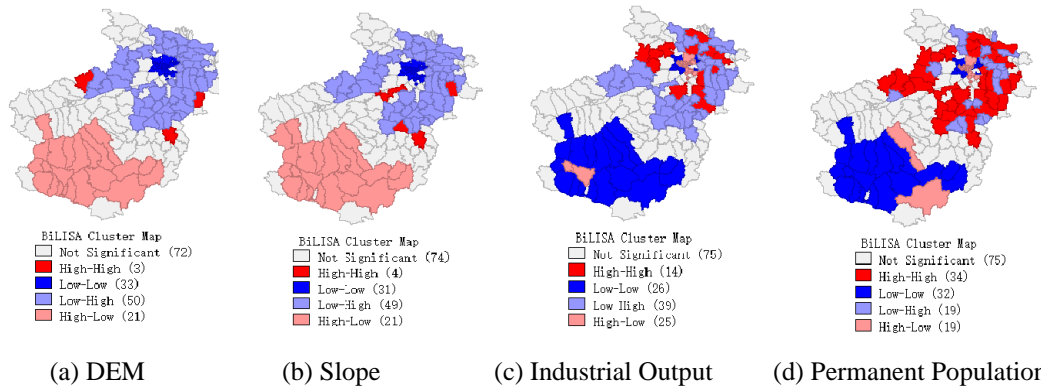 BiLISA Cluster Map
Not Significant (72)
High-High (3)
Low-Low (33)
Low-High (50)
High-Low (21)
BiLISA Cluster Map
Not Significant (74)
High-High (4)
Low-Low (31)
Low-High (49)
High-Low (21)
BiLISA Cluster Map
Not Significant (75)
High-High (14)
Low-Low (26)
Low High (39)
High-Low (25)
BiLISA Cluster Map
Not Significant (75)
High-High (34)
Low-Low (32)
Low-High (19)
High-Low (19)
(a) DEM
(b) Slope
(c) Industrial Output
(d) Permanent Population